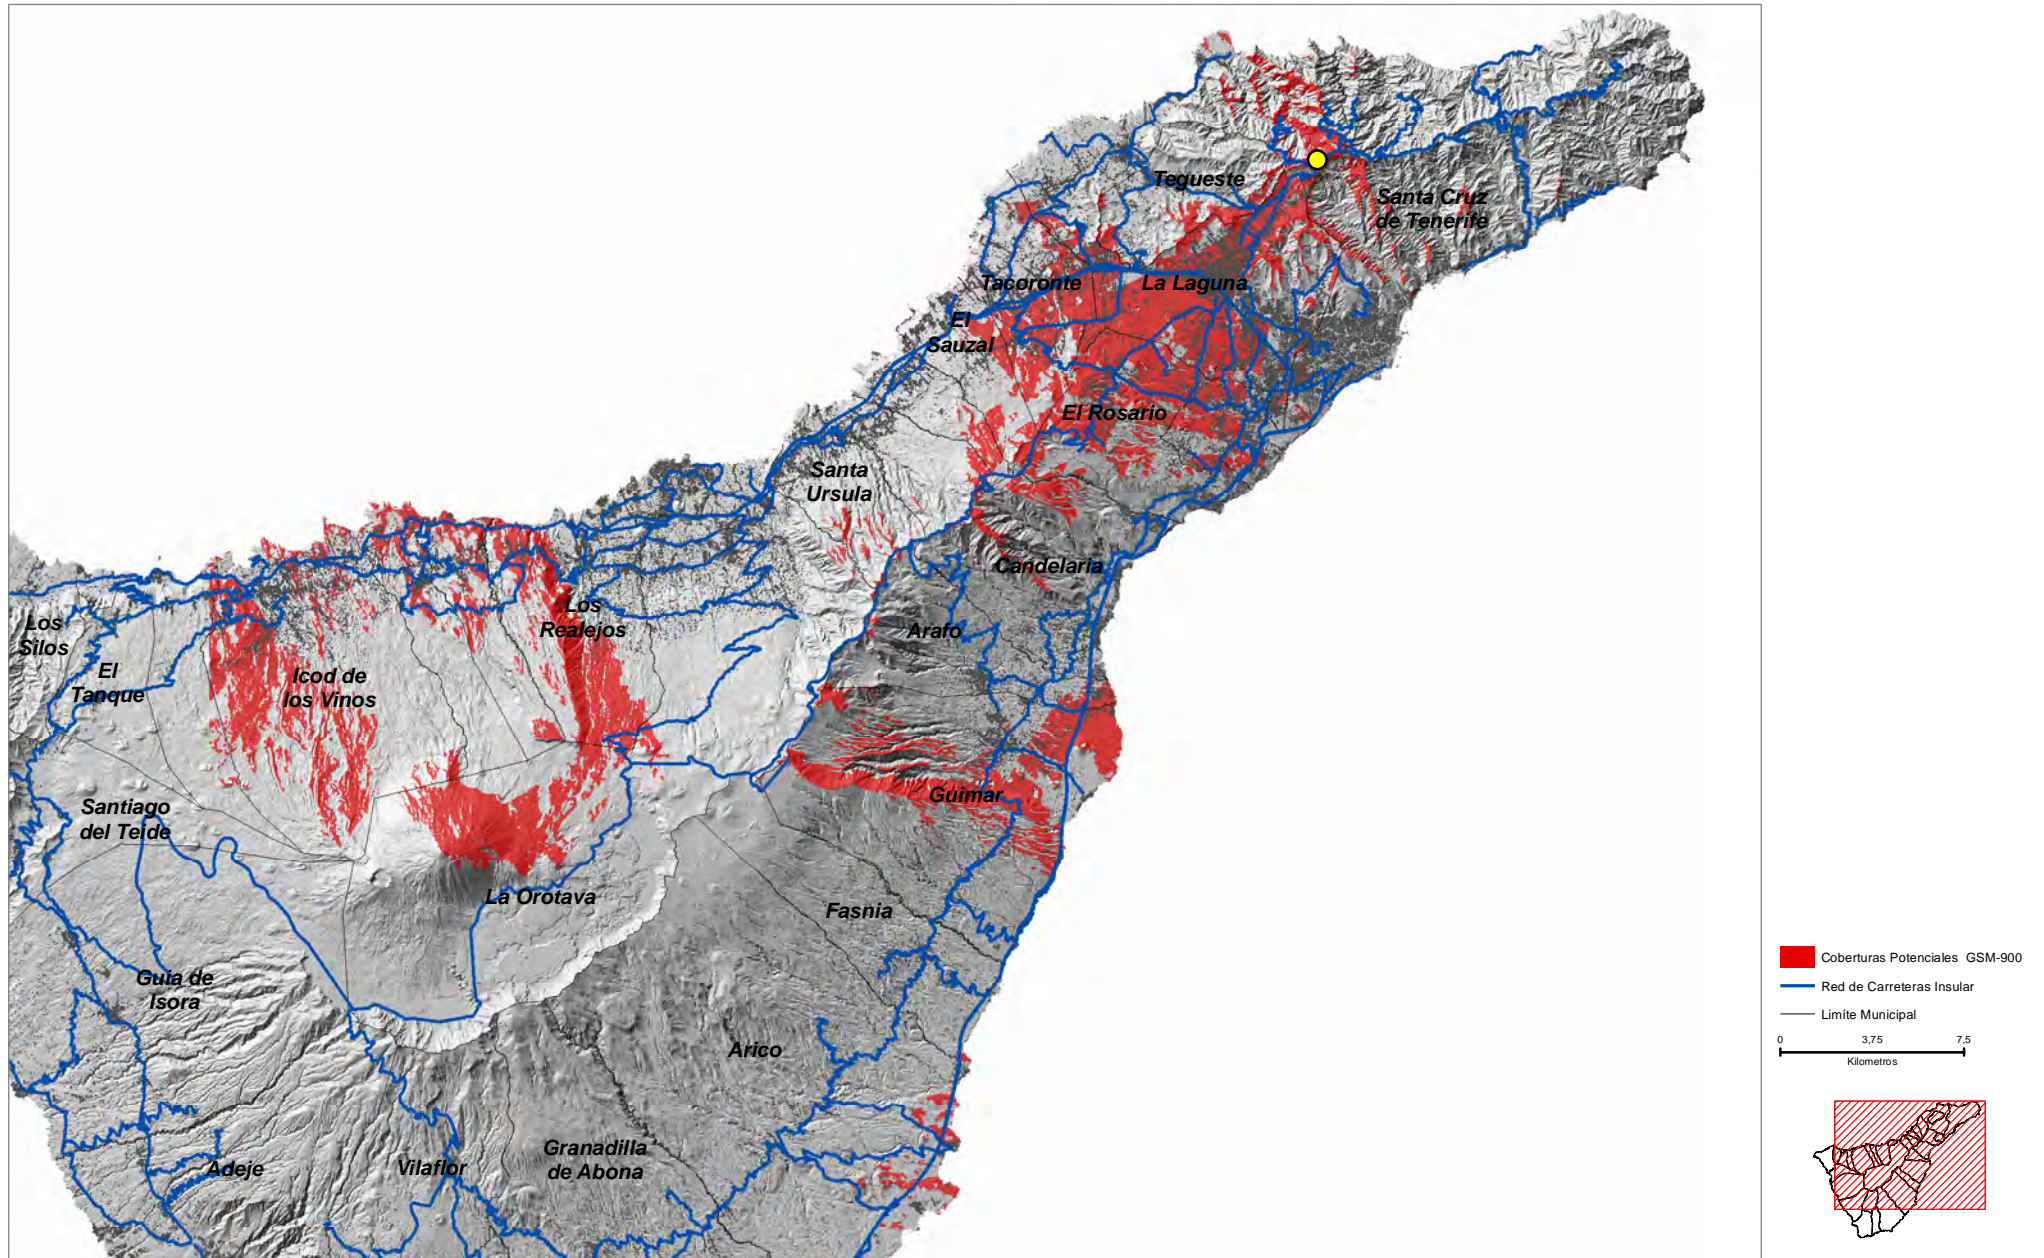 Tegueste
Santa Cruz
de Tenerife
Tacoronte
La Laguna
El
Sauzal
El Rosario
Santa
Ursula
Candelaria
Los
Realejos
Arafo
Los
Silos
El
Tanque
Icod de
los Vinos
Guimar
Santiago
del Teide
La Orotava
Fasnia
Guia de
Isora
Arico
Granadilla
de Abona
Adeje
Vilaflor
Coberturas Potenciales GSM-900
Red de Carreteras Insular
Limíte Municipal
0 3,75 7,5
Kilometros